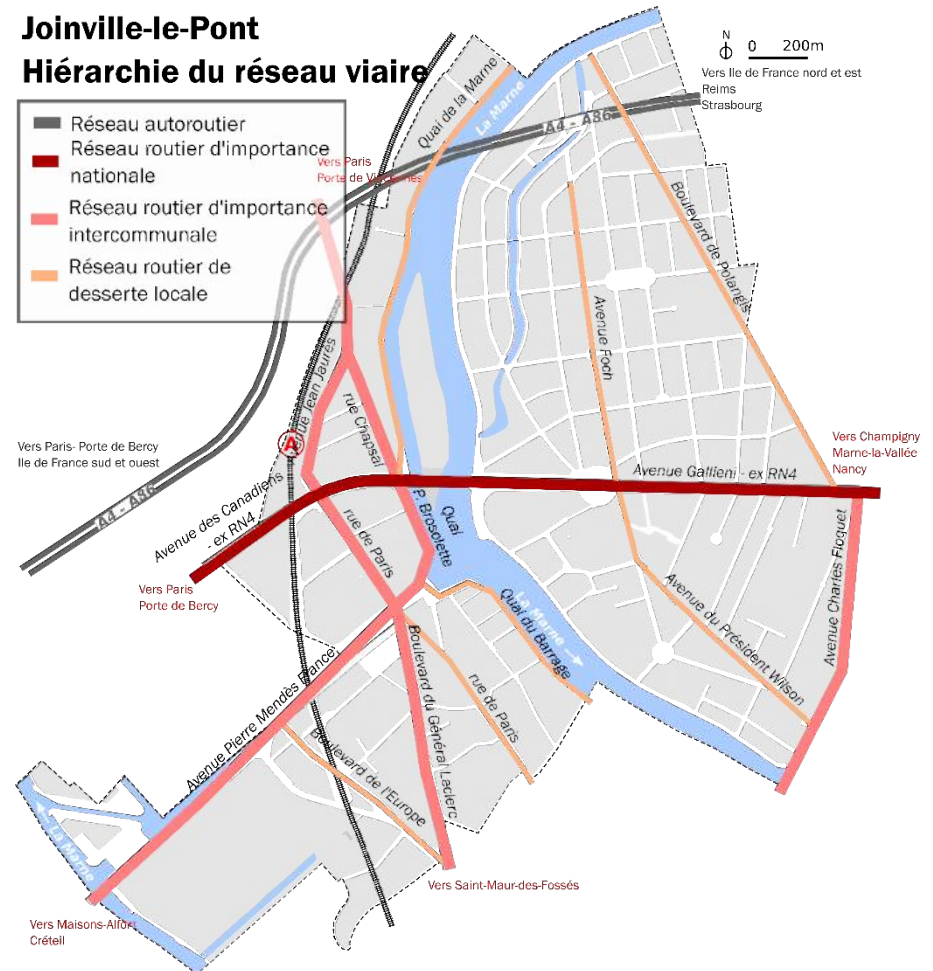 Joinville-le-Pont
Hiérarchie du réseau viaire
Réseau autoroutier
Réseau routier d'importance
nationale
Réseau routier d'importance
intercommunale
Réseau routier de
desserte locale
N
0 200m
Vers Ile de France nord et est
Reims
Strasbourg
Quai de la Marne
La Marne
A4 - A86
Vers Paris
Porte de Vincennes
Boulevard de Polangis
Avenue Foch
rue Jean Jaurès
rue Chapsal
A
Vers Paris- Porte de Bercy
Ile de France sud et ouest
A4 - A86
Vers Champigny
Marne-la-Vallée
Nancy
Avenue Gallieni - ex RN4
Avenue des Canadiens
- ex RN4
P. Brosolette
Quai
rue de Paris
Vers Paris
Porte de Bercy
Avenue Charles Floquet
Avenue du Président Wilson
La Marne →
Quai du Barrage
Boulevard du Général Leclerc
rue de Paris
Avenue Pierre Mendès France
Boulevard de l'Europe
← La Marne
Vers Saint-Maur-des-Fossés
Vers Maisons-Alfort
Créteil